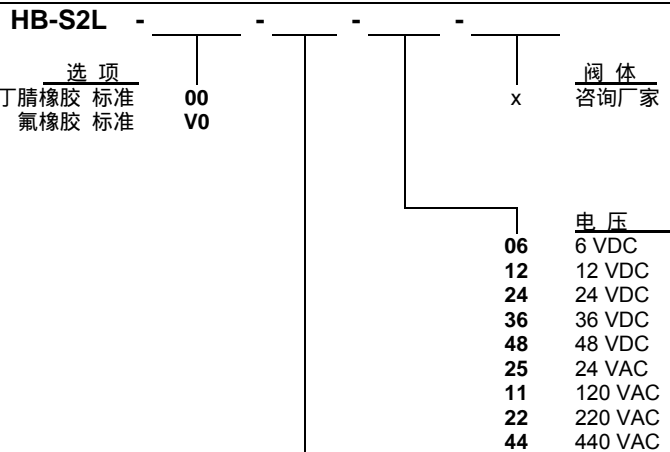 HB-S2L - - - -
选 项
阀 体
丁腈橡胶 标准 00
x 咨询厂家
氟橡胶 标准 V0
电 压
06 6 VDC
12 12 VDC
24 24 VDC
36 36 VDC
48 48 VDC
25 24 VAC
11 120 VAC
22 220 VAC
44 440 VAC